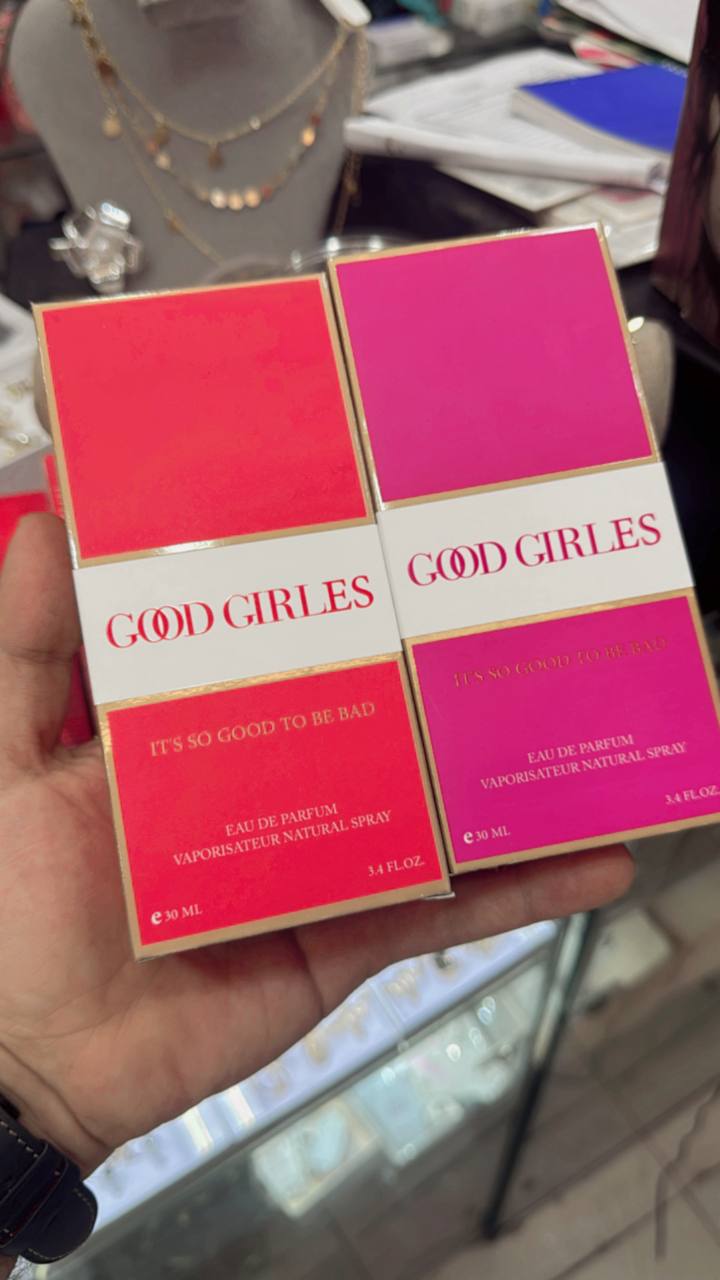 GOOD GIRLES
IT'S SO GOOD TO BE BAD
EAU DE PARFUM
VAPORISATEUR NATURAL SPRAY
3.4 FL.OZ.
e 30 ML
GOOD GIRLES
IT'S SO GOOD TO BE BAD
EAU DE PARFUM
VAPORISATEUR NATURAL SPRAY
3.4 FL.OZ.
e 30 ML